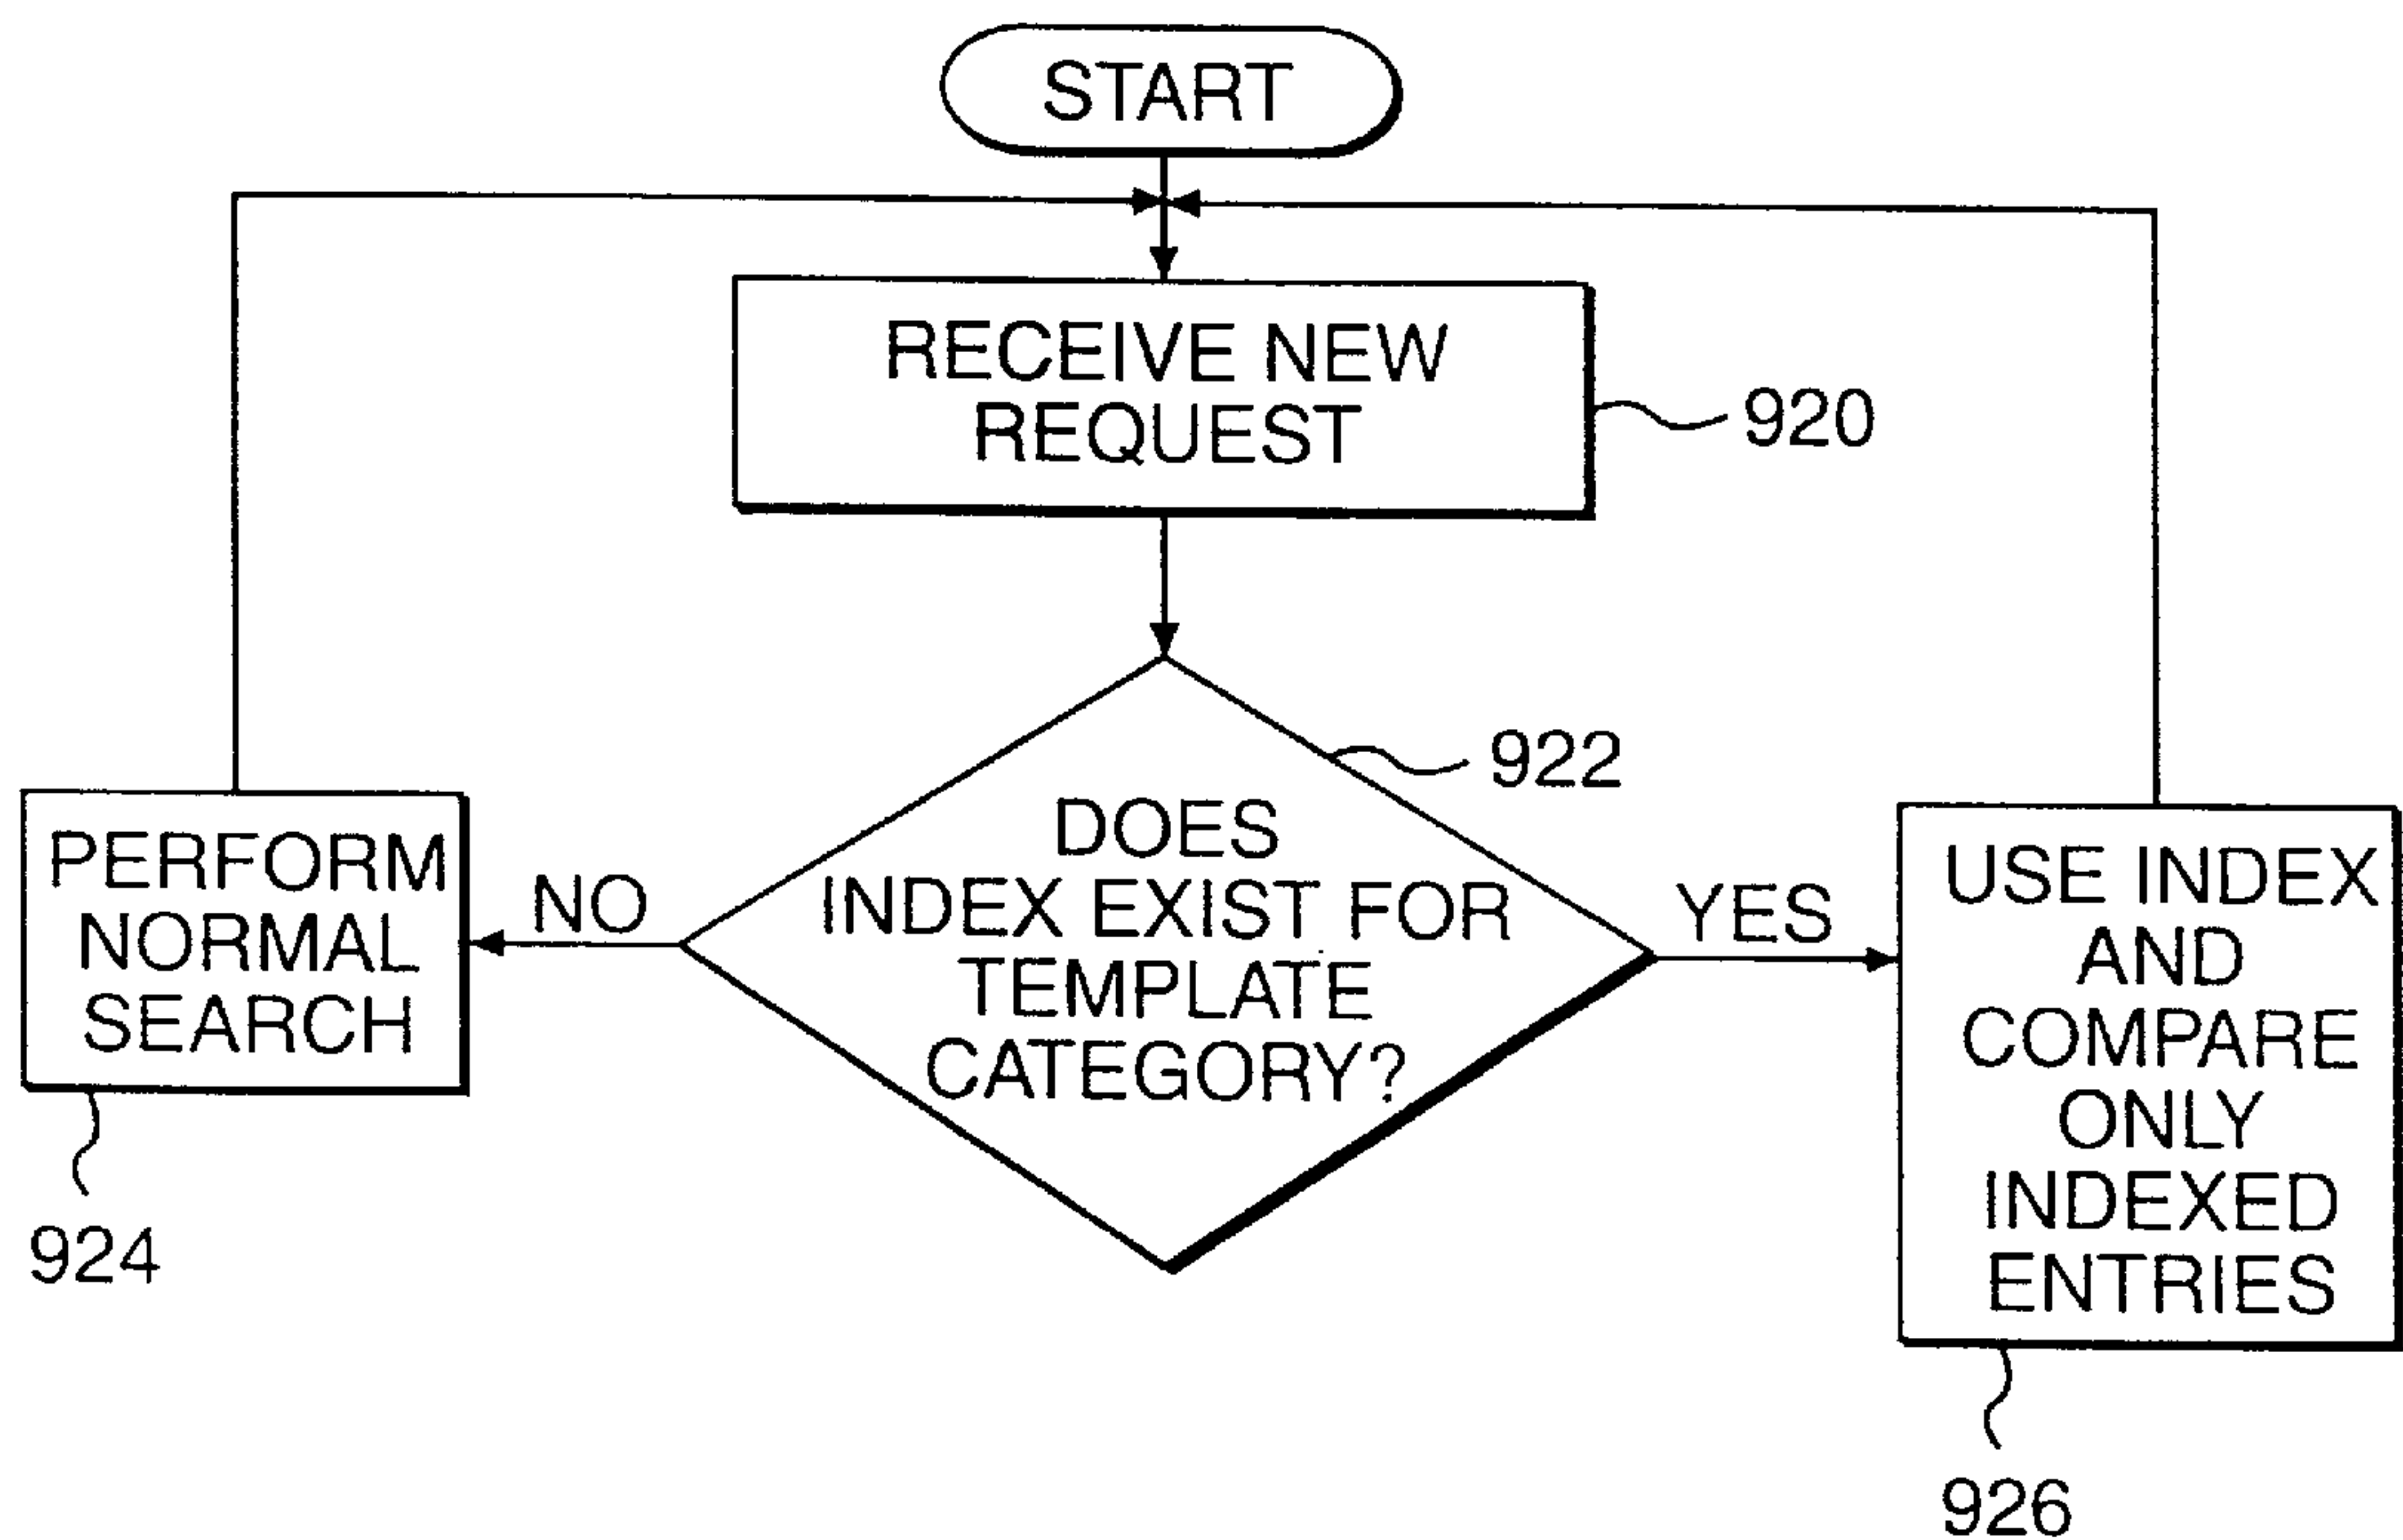 START
RECEIVE NEW
REQUEST
920
922
DOES
INDEX EXIST FOR
TEMPLATE
CATEGORY?
NO
YES
PERFORM
NORMAL
SEARCH
924
USE INDEX
AND
COMPARE
ONLY
INDEXED
ENTRIES
926